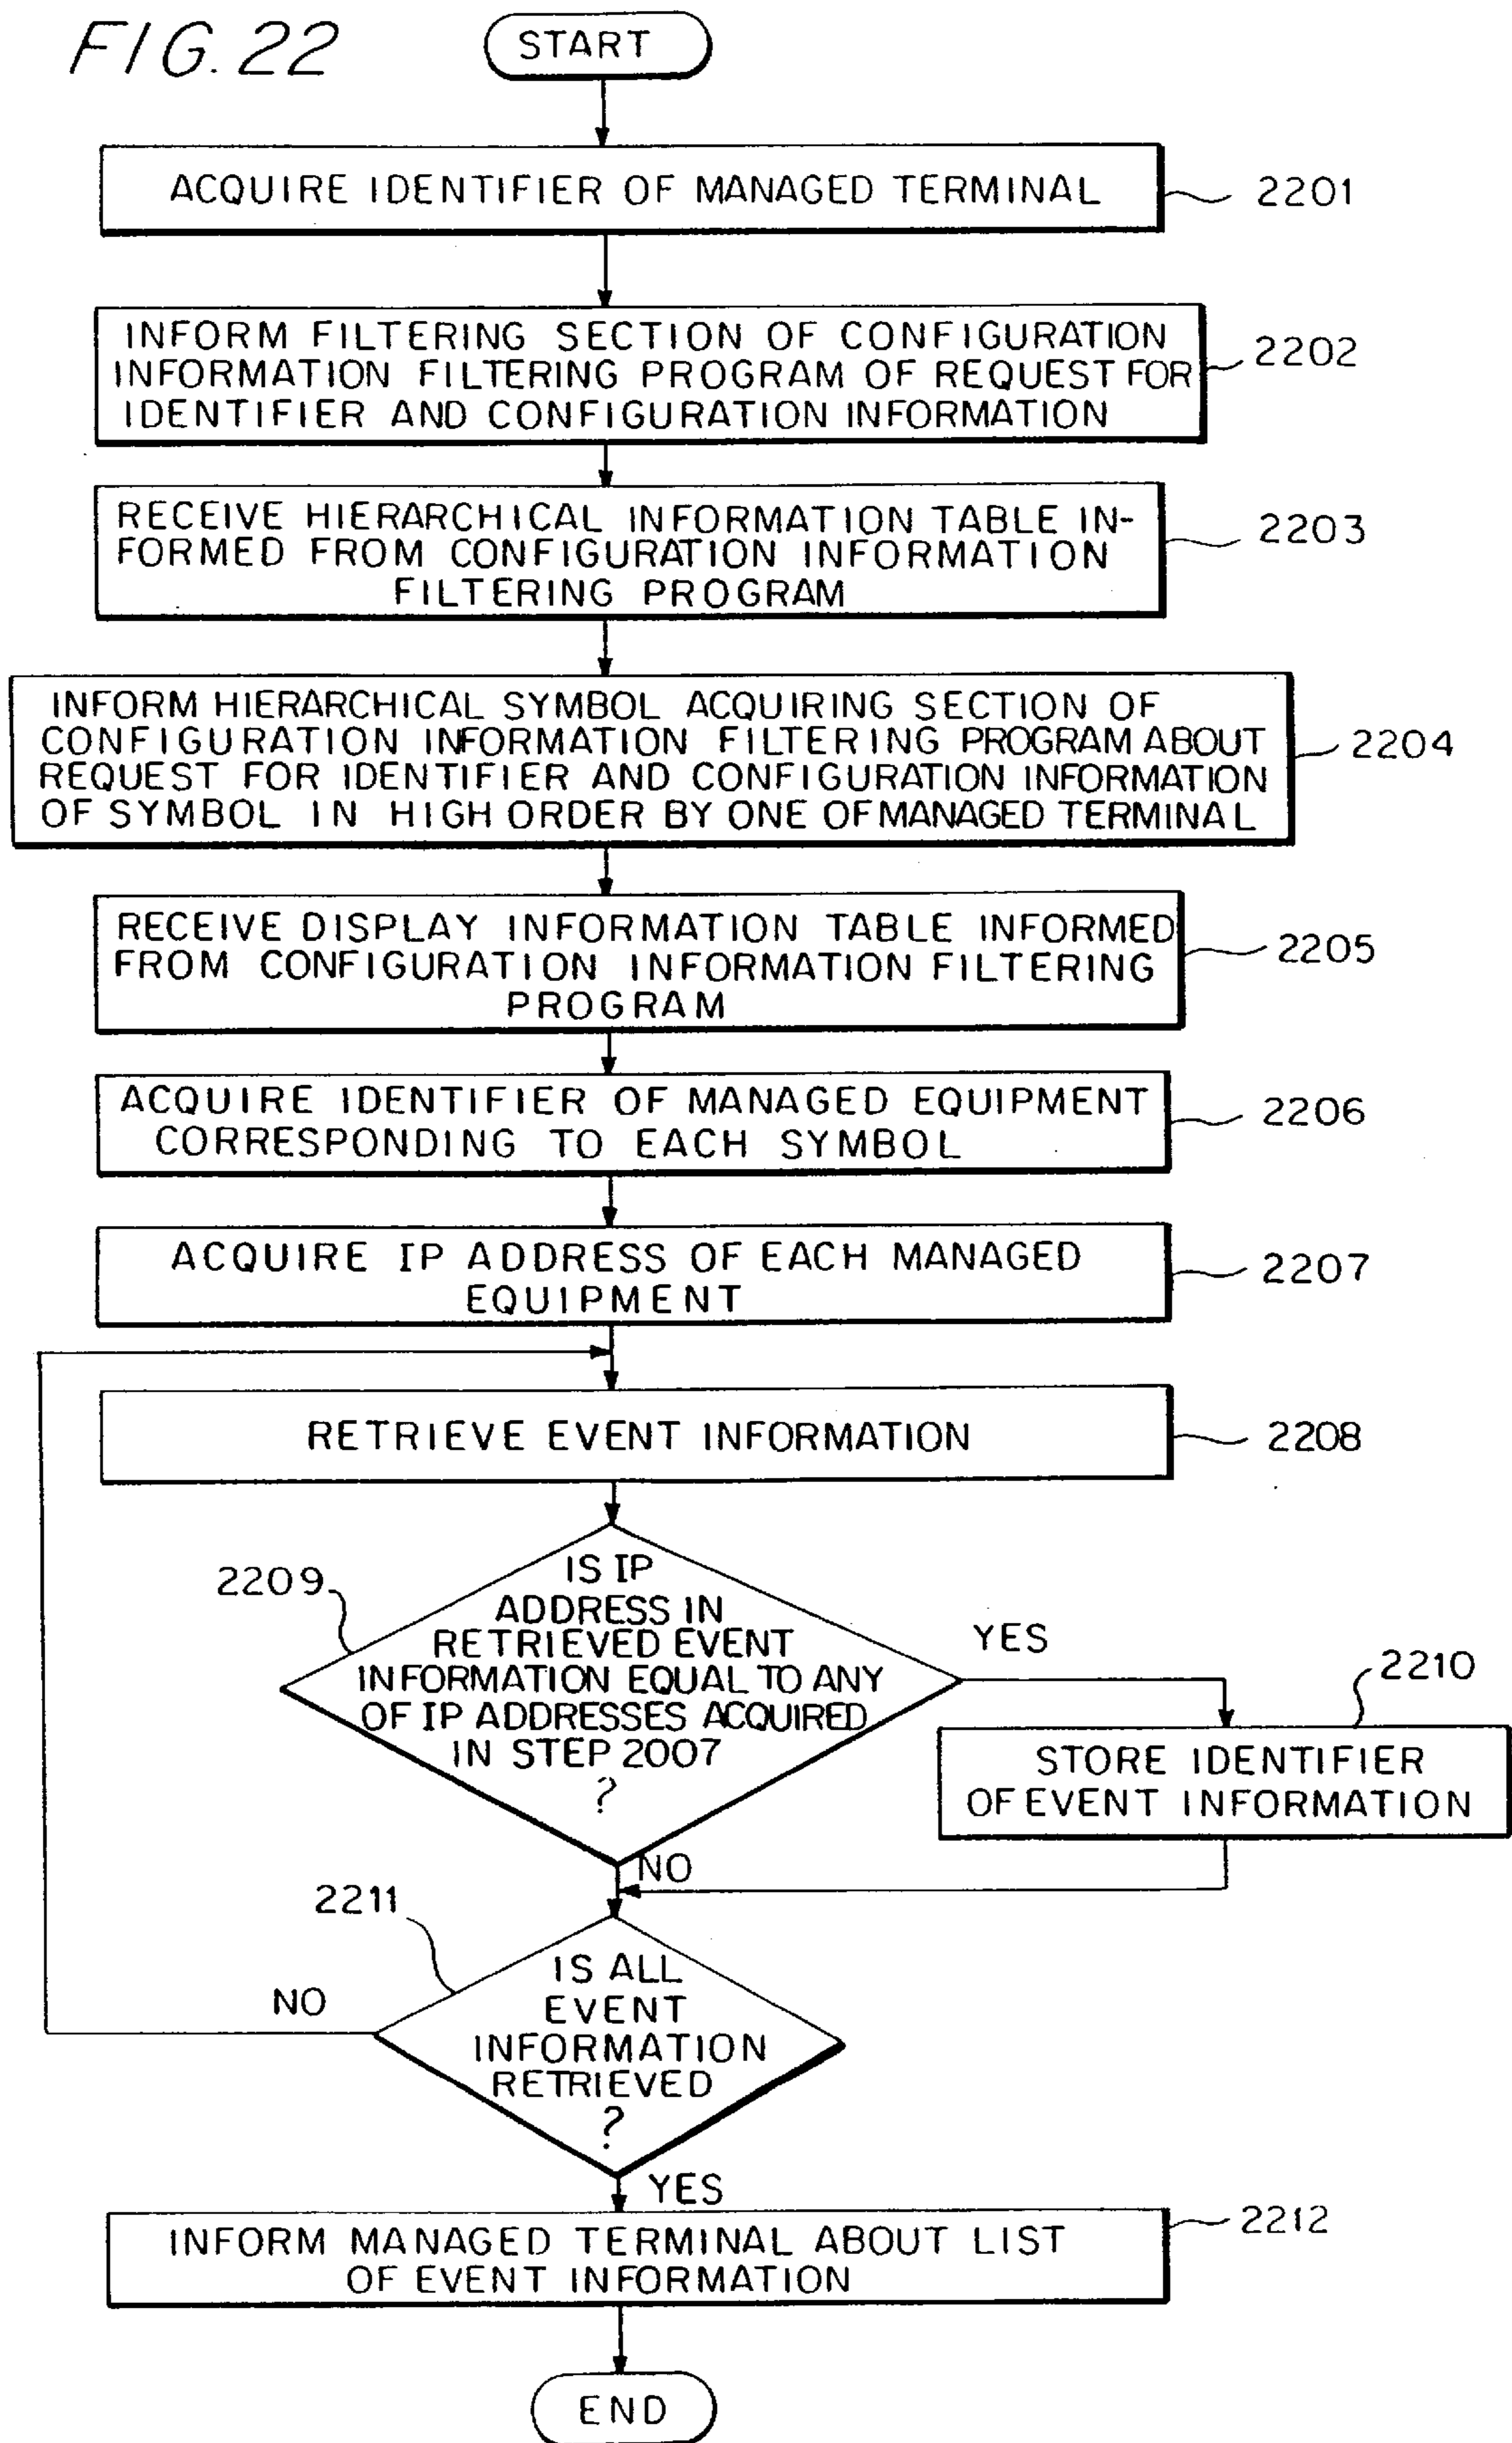 FIG. 22
START
ACQUIRE IDENTIFIER OF MANAGED TERMINAL
2201
INFORM FILTERING SECTION OF CONFIGURATION
INFORMATION FILTERING PROGRAM OF REQUEST FOR
IDENTIFIER AND CONFIGURATION INFORMATION
2202
RECEIVE HIERARCHICAL INFORMATION TABLE IN-
FORMED FROM CONFIGURATION INFORMATION
FILTERING PROGRAM
2203
INFORM HIERARCHICAL SYMBOL ACQUIRING SECTION OF
CONFIGURATION INFORMATION FILTERING PROGRAM ABOUT
REQUEST FOR IDENTIFIER AND CONFIGURATION INFORMATION
OF SYMBOL IN HIGH ORDER BY ONE OF MANAGED TERMINAL
2204
RECEIVE DISPLAY INFORMATION TABLE INFORMED
FROM CONFIGURATION INFORMATION FILTERING
PROGRAM
2205
ACQUIRE IDENTIFIER OF MANAGED EQUIPMENT
CORRESPONDING TO EACH SYMBOL
2206
ACQUIRE IP ADDRESS OF EACH MANAGED
EQUIPMENT
2207
RETRIEVE EVENT INFORMATION
2208
2209
IS IP
ADDRESS IN
RETRIEVED EVENT
INFORMATION EQUAL TO ANY
OF IP ADDRESSES ACQUIRED
IN STEP 2007
?
YES
2210
STORE IDENTIFIER
OF EVENT INFORMATION
NO
2211
IS ALL
EVENT
INFORMATION
RETRIEVED
?
NO
YES
INFORM MANAGED TERMINAL ABOUT LIST
OF EVENT INFORMATION
2212
END